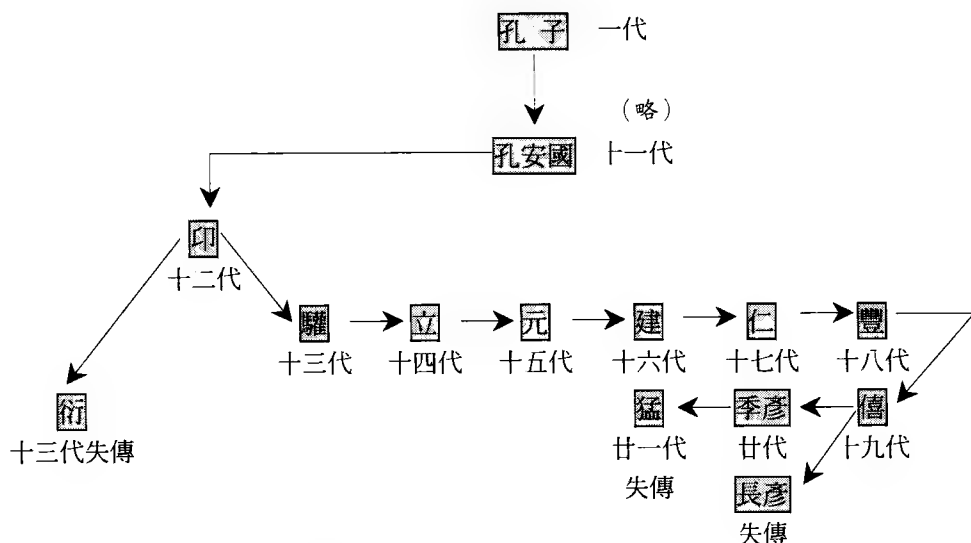 孔子 一代
(略)
孔安國 十一代
印
十二代
驩 立 元 建 仁 豐
十三代 十四代 十五代 十六代 十七代 十八代
衍
十三代失傳
猛 季彥 僖
廿一代 廿代 十九代
失傳
長彥
失傳